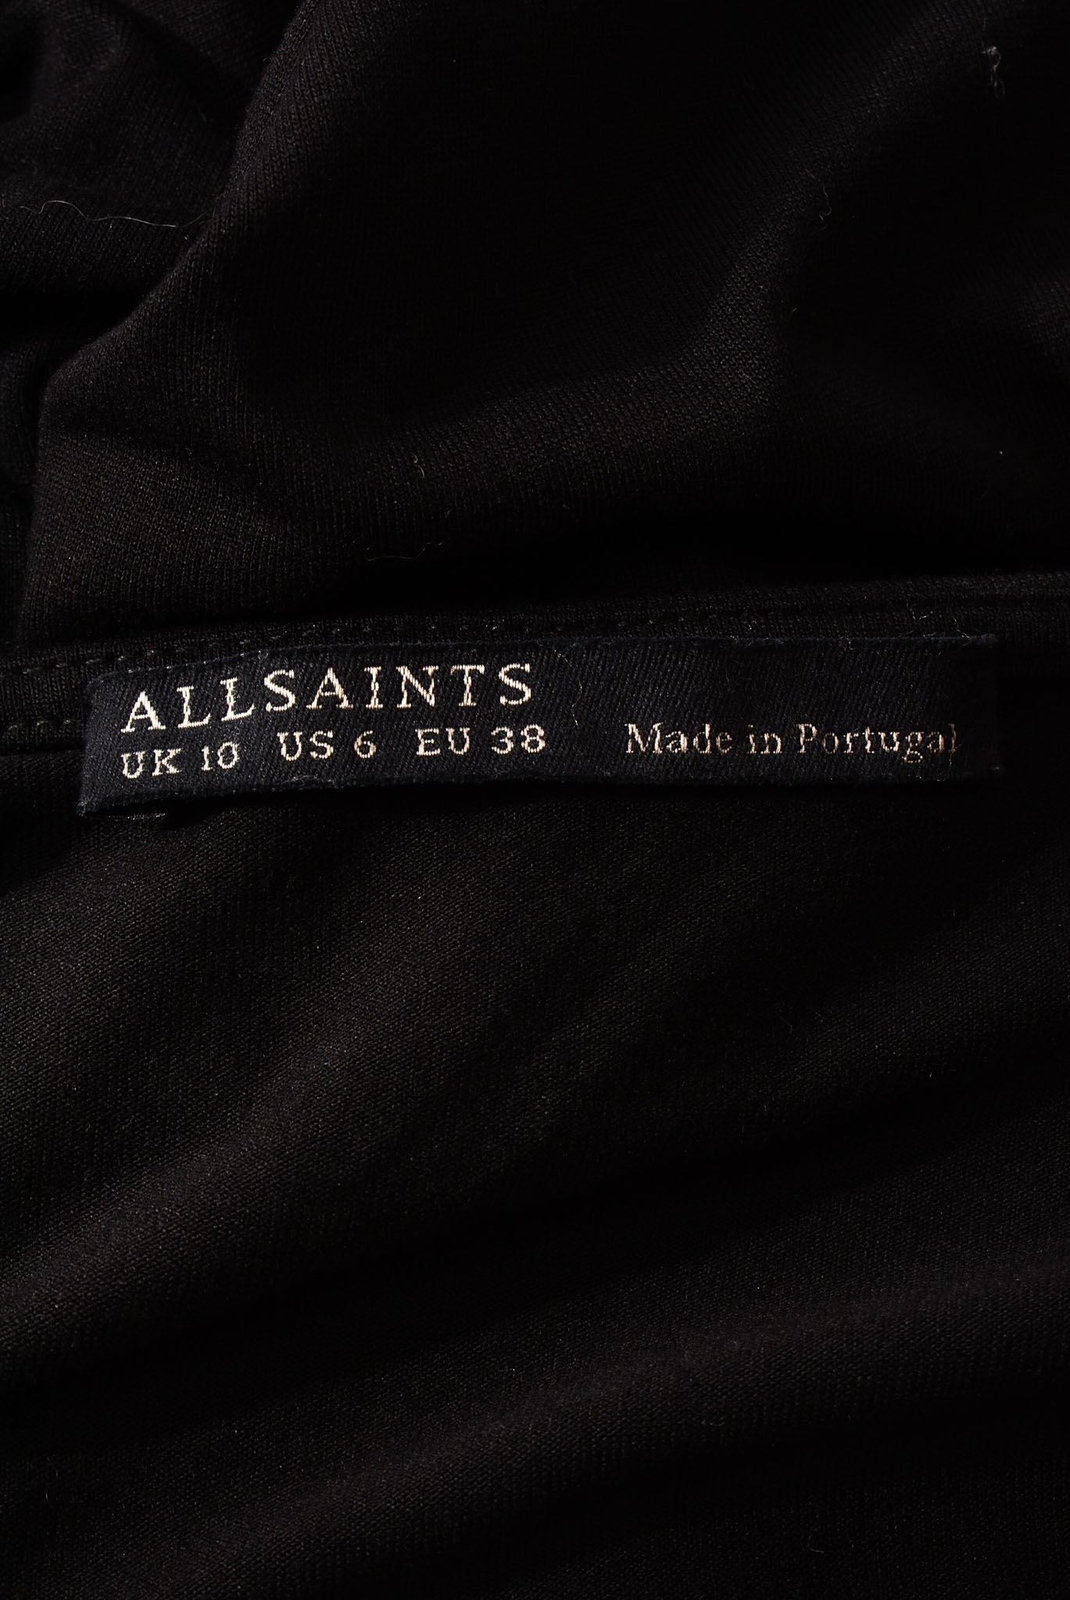 ALLSAINTS
UK 10 US 6 EU 38 Made in Portugal